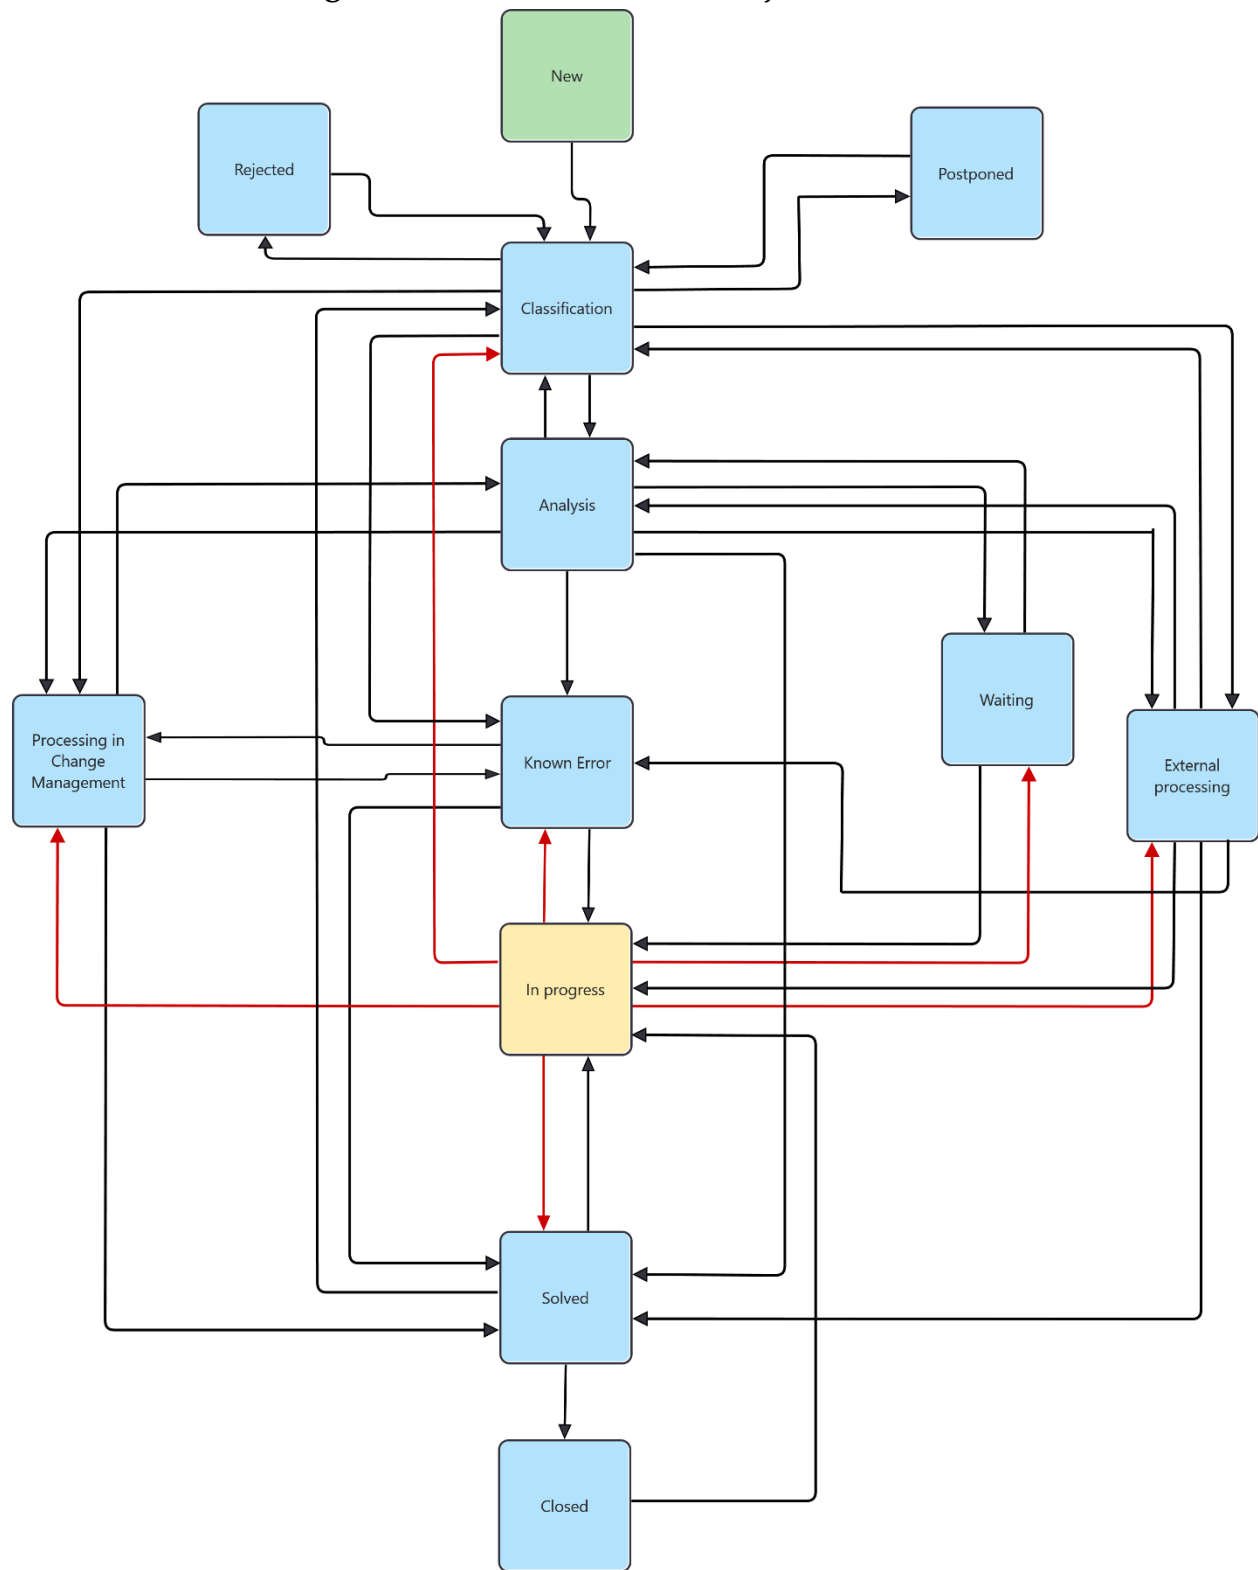 New
Rejected
Postponed
Classification
Analysis
Waiting
Processing in
Change
Management
Known Error
External
processing
In progress
Solved
Closed